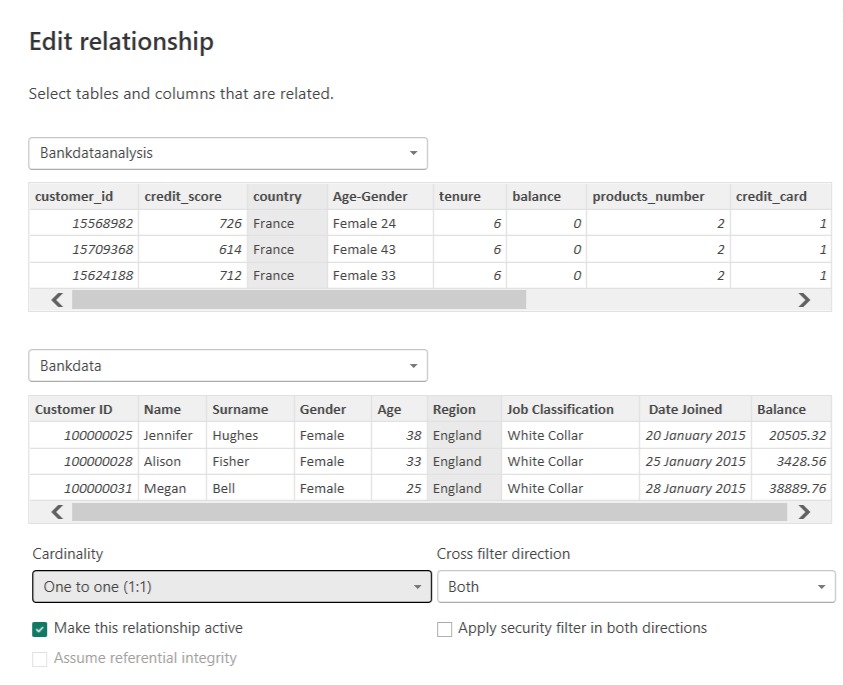 Edit relationship
Select tables and columns that are related.
Bankdataanalysis
customer_id credit_score country Age-Gender tenure balance products_number credit_card
15568982 726 France Female 24 6 0 2 1
15709368 614 France Female 43 6 0 2 1
15624188 712 France Female 33 6 0 2 1
Bankdata
Customer ID Name Surname Gender Age Region Job Classification Date Joined Balance
100000025 Jennifer Hughes Female 38 England White Collar 20 January 2015 20505.32
100000028 Alison Fisher Female 33 England White Collar 25 January 2015 3428.56
100000031 Megan Bell Female 25 England White Collar 28 January 2015 38889.76
Cardinality Cross filter direction
One to one (1:1) Both
Make this relationship active Apply security filter in both directions
Assume referential integrity